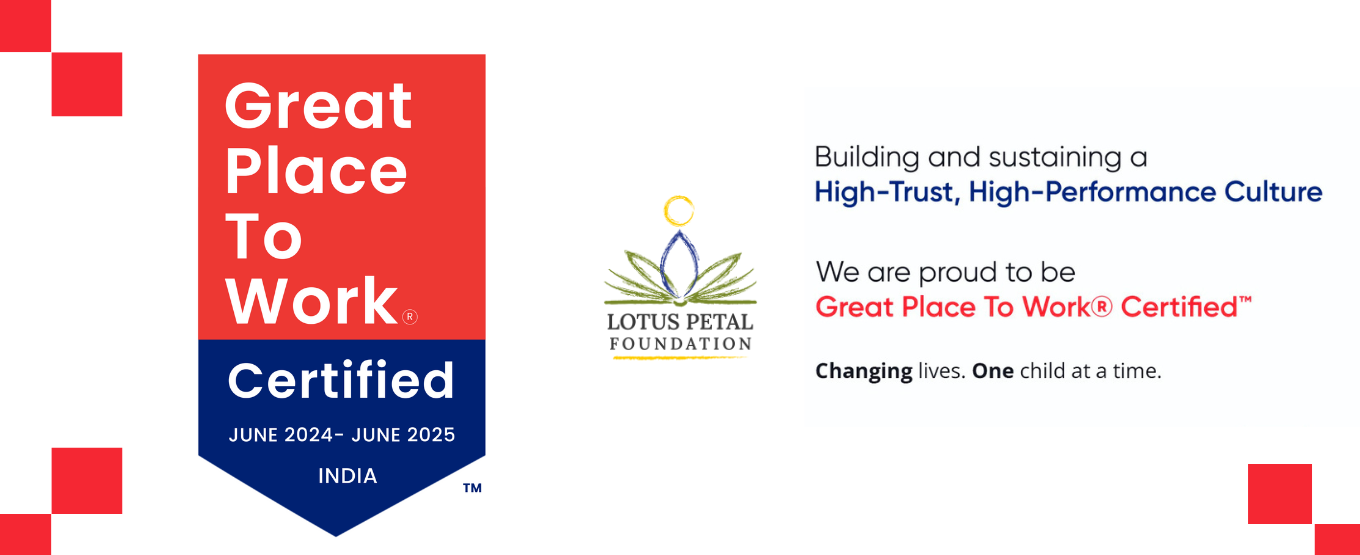 Great
Place
To
Work®
Certified
JUNE 2024- JUNE 2025
INDIA
TM
LOTUS PETAL
FOUNDATION
Building and sustaining a
High-Trust, High-Performance Culture
We are proud to be
Great Place To Work® Certified™
Changing lives. One child at a time.